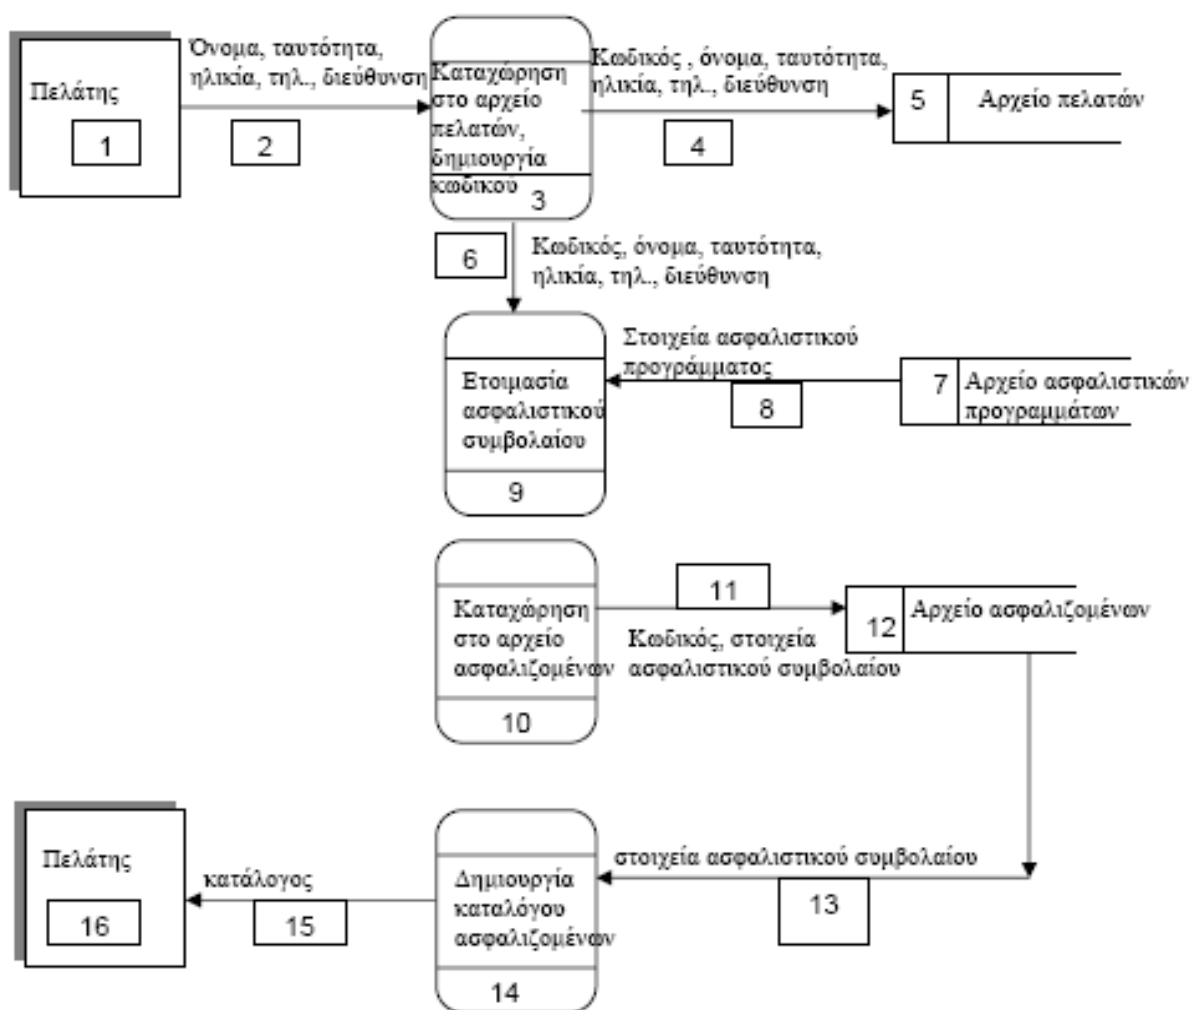 Πελάτης
1
Όνομα, ταυτότητα,
ηλικία, τηλ., διεύθυνση
2
Καταχώρηση
στο αρχείο
πελατών,
δημιουργία
κωδικού
3
Κωδικός , όνομα, ταυτότητα,
ηλικία, τηλ., διεύθυνση
4
5
Αρχείο πελατών
6
Κωδικός, όνομα, ταυτότητα,
ηλικία, τηλ., διεύθυνση
Στοιχεία ασφαλιστικού
προγράμματος
8
7
Αρχείο ασφαλιστικών
προγραμμάτων
Ετοιμασία
ασφαλιστικού
συμβολαίου
9
Καταχώρηση
στο αρχείο
ασφαλιζομένων
10
11
Κωδικός, στοιχεία
ασφαλιστικού συμβολαίου
12
Αρχείο ασφαλιζομένων
στοιχεία ασφαλιστικού συμβολαίου
13
Δημιουργία
καταλόγου
ασφαλιζομένων
14
κατάλογος
15
Πελάτης
16